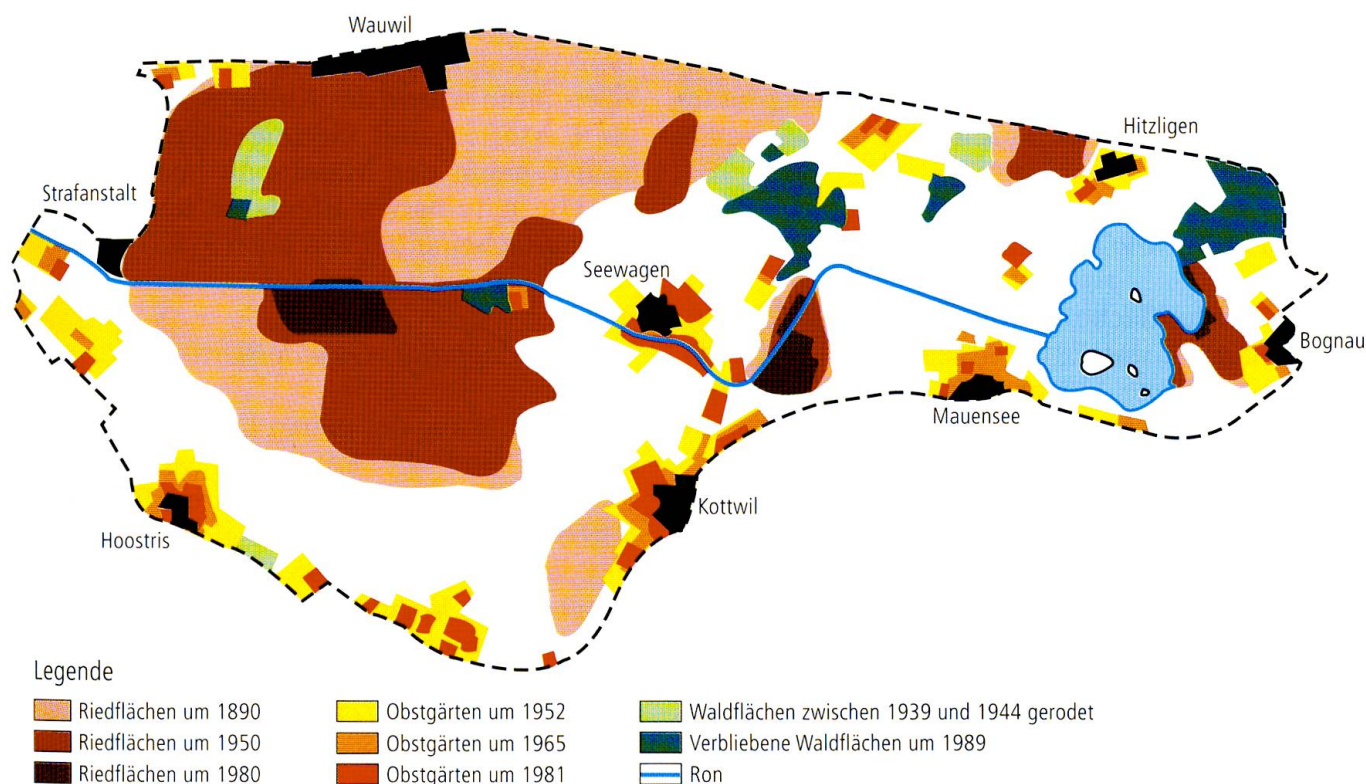 Wauwil
Hitzligen
Strafanstalt
Seewagen
Bognau
Mauensee
Kottwil
Hoostris
Legende
Riedflächen um 1890
Riedflächen um 1950
Riedflächen um 1980
Obstgärten um 1952
Obstgärten um 1965
Obstgärten um 1981
Waldflächen zwischen 1939 und 1944 gerodet
Verbliebene Waldflächen um 1989
Ron